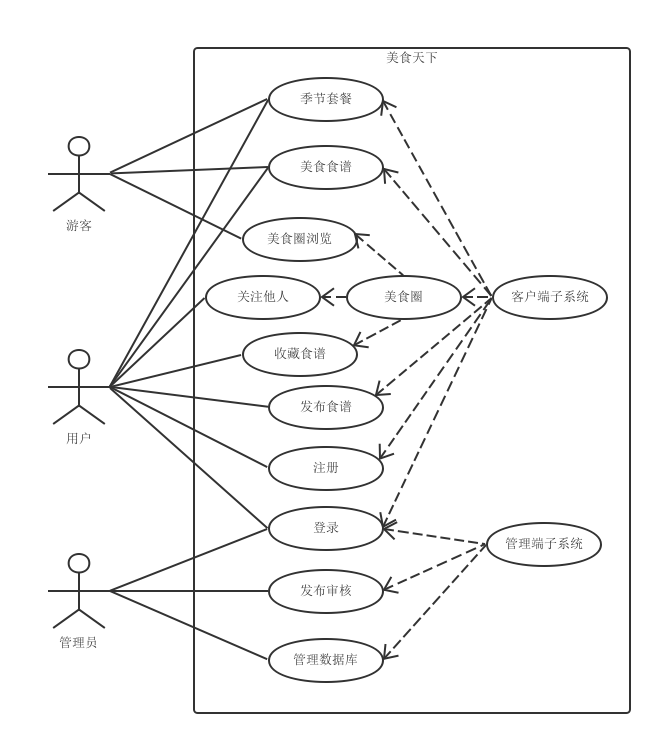 美食天下
季节套餐
美食食谱
游客
美食圈浏览
关注他人
美食圈
客户端子系统
收藏食谱
发布食谱
用户
注册
登录
管理端子系统
发布审核
管理员
管理数据库